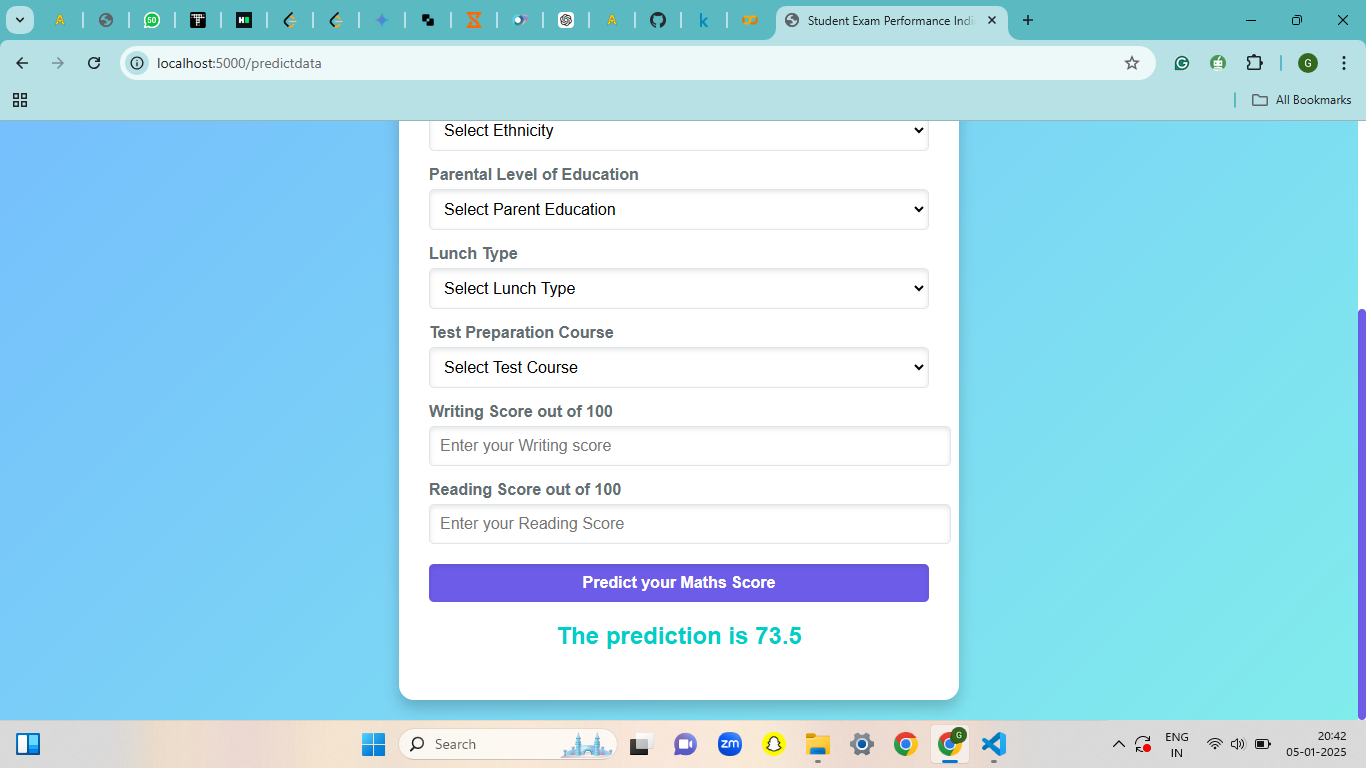 50
Student Exam Performance Indi
localhost:5000/predictdata
G
All Bookmarks
Select Ethnicity
Parental Level of Education
Select Parent Education
Lunch Type
Select Lunch Type
Test Preparation Course
Select Test Course
Writing Score out of 100
Enter your Writing score
Reading Score out of 100
Enter your Reading Score
Predict your Maths Score
The prediction is 73.5
Search
zm
G
ENG
IN
20:42
05-01-2025